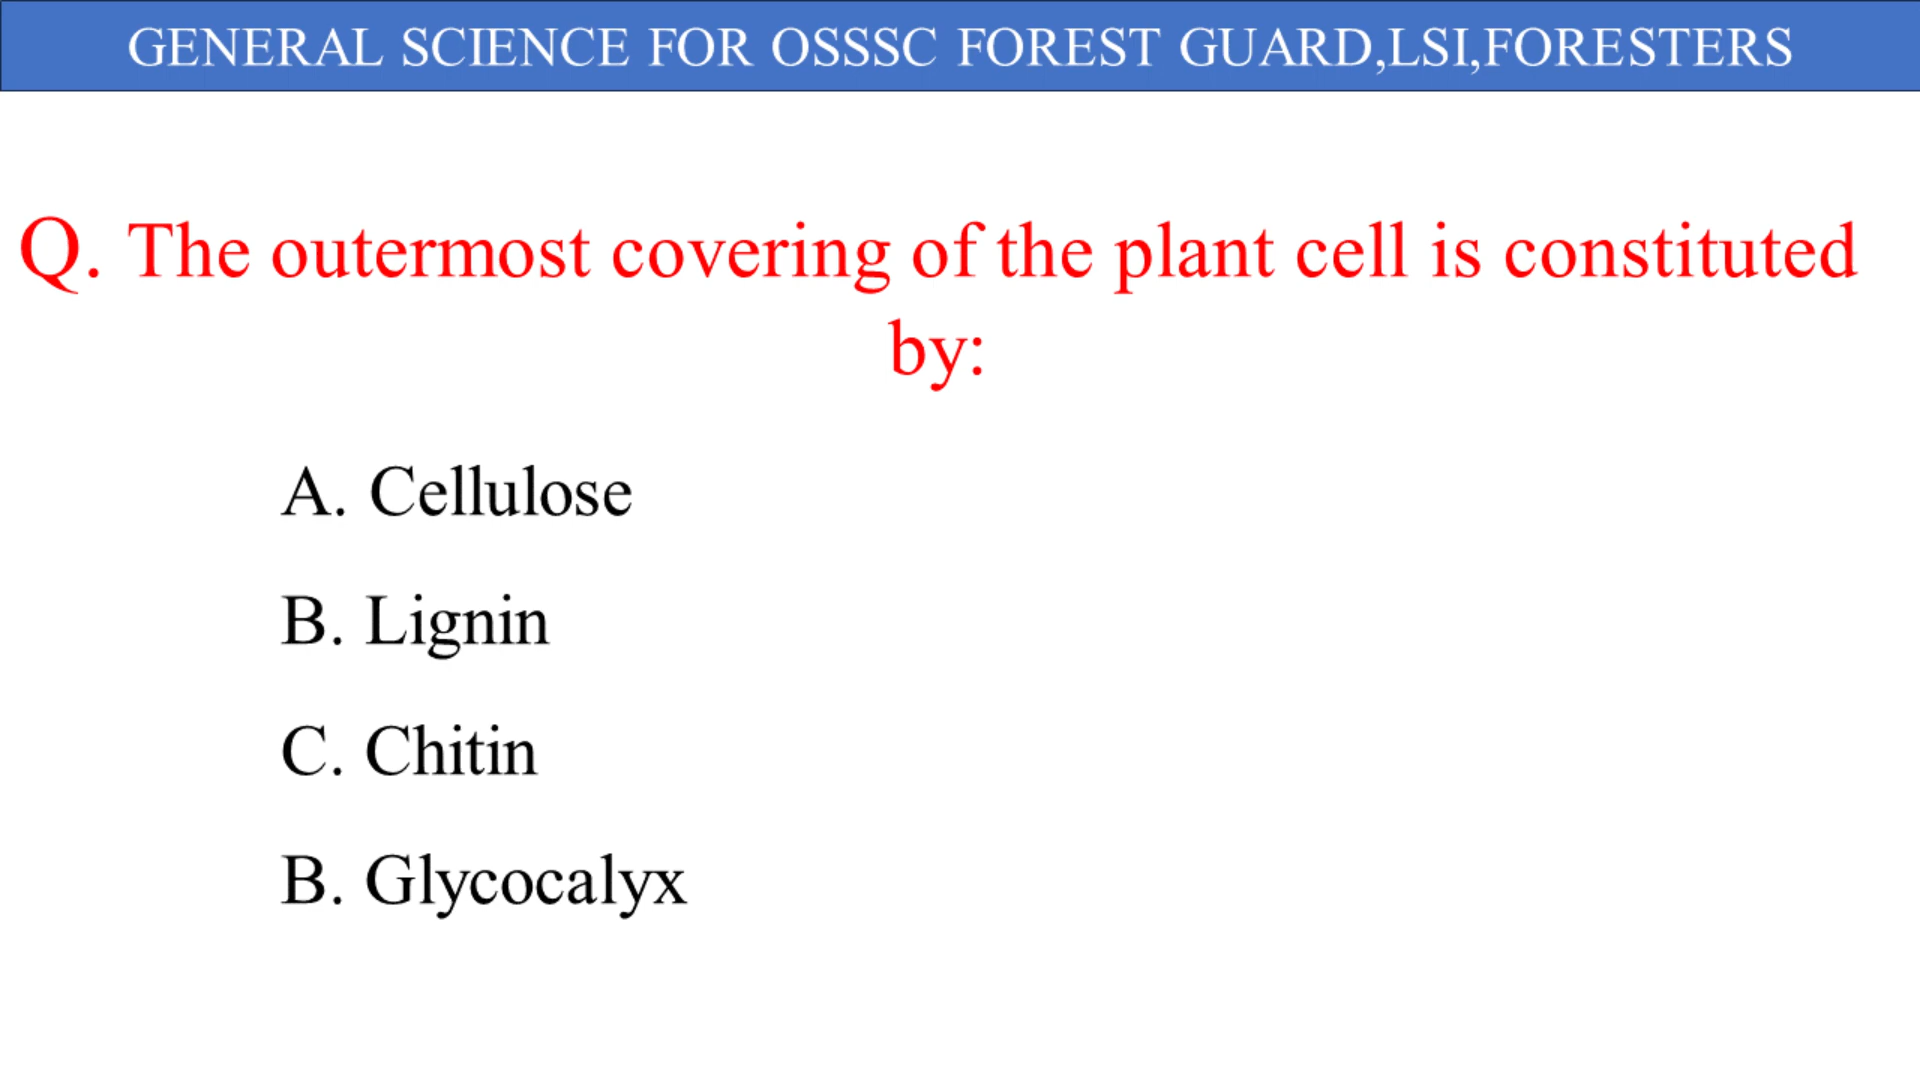 GENERAL SCIENCE FOR OSSSC FOREST GUARD,LSI,FORESTERS
Q. The outermost covering of the plant cell is constituted
by:
A. Cellulose
B. Lignin
C. Chitin
B. Glycocalyx